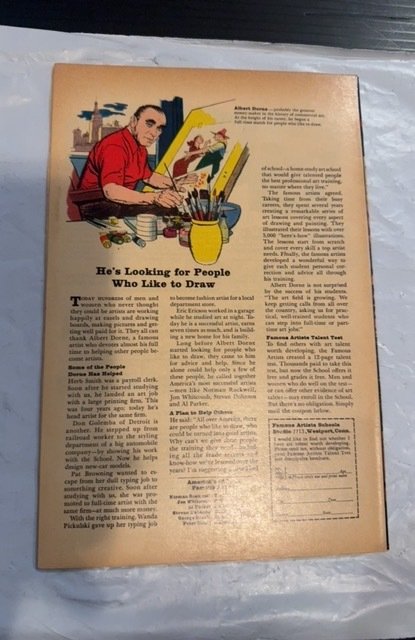 Albert Dorne—probably the greatest
money-maker in the history of commercial art.
At the height of his career, he began a
full-time search for people who like to draw.
He's Looking for People
Who Like to Draw
TODAY HUNDREDS OF MEN and
women who never thought
they could be artists are working
happily at easels and drawing
boards, making pictures and get-
ting well paid for it. They all can
thank Albert Dorne, a famous
artist who devotes almost his full
time to helping other people be-
come artists.
Some of the People
Dorne Has Helped
Herb Smith was a payroll clerk.
Soon after he started studying
with us, he landed an art job
with a large printing firm. This
was four years ago; today he's
head artist for the same firm.
Don Golemba of Detroit is
another. He stepped up from
railroad worker to the styling
department of a big automobile
company—by showing his work
with the School. Now he helps
design new-car models.
Pat Browning wanted to es-
cape from her dull typing job to
something creative. Soon after
studying with us, she was pro-
moted to full-time artist with the
same firm—at much more money.
With the right training, Wanda
Pickulski gave up her typing job
to become fashion artist for a local
department store.
Eric Ericson worked in a garage
while he studied art at night. To-
day he is a successful artist, earns
seven times as much, and is build-
ing a new home for his family.
Long before Albert Dorne
started looking for people who
like to draw, they came to him
for advice and help. Since he
alone could help only a few of
these people, he called together
America's most successful artists
—men like Norman Rockwell,
Jon Whitcomb, Stevan Dohanos
and Al Parker.
A Plan to Help Others
He said: "All over America, there
are people who like to draw, who
could be turned into good artists.
Why can't we give those people
the training they need
ing all the trade secrets and
know-how we've learned over the
years? I'm suggesting a
America's
Famous
Norman Rockwell
Jon Whitcomb
Al Parker
Stevan Dohanos
of school—a home-study art school
that would give talented people
the best professional art training,
no matter where they live."
The famous artists agreed.
Taking time from their busy
careers, they spent several years
creating a remarkable series of
art lessons covering every aspect
of drawing and painting. They
illustrated their lessons with over
5,000 "here's-how" illustrations.
The lessons start from scratch
and cover every skill a top artist
needs. Finally, the famous artists
developed a wonderful way to
give each student personal cor-
rection and advice all through
his training.
Albert Dorne is not surprised
by the success of his students.
"The art field is growing. We
keep getting calls from all over
the country, asking us for prac-
tical, well-trained students who
can step into full-time or part-
time art jobs."
Famous Artists Talent Test
To find others with art talent
worth developing, the Famous
Artists created a 12-page talent
test. Thousands paid to take this
test, but now the School offers it
free and grades it free. Men and
women who do well on the test—
or can offer other evidence of art
talent—may enroll in the School.
But there's no obligation. Simply
mail the coupon below.
Famous Artists Schools
Studio Westport, Conn.
I would like to find out whether I
have art talent worth developing.
Please send me, without obligation,
your Famous Artists Talent Test
and descriptive brochure.
Age